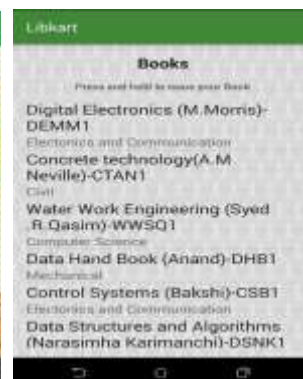 Libkart
Books
Press and hold to issue your Book
Digital Electronics (M.Morris)-
DEMM1
Electonics and Communication
Concrete technology(A.M
Neville)-CTAN1
Civil
Water Work Engineering (Syed
.R.Qasim)-WWSQ1
Computer Science
Data Hand Book (Anand)-DHB1
Mechanical
Control Systems (Bakshi)-CSB1
Electonics and Communication
Data Structures and Algorithms
(Narasimha Karimanchi)-DSNK1